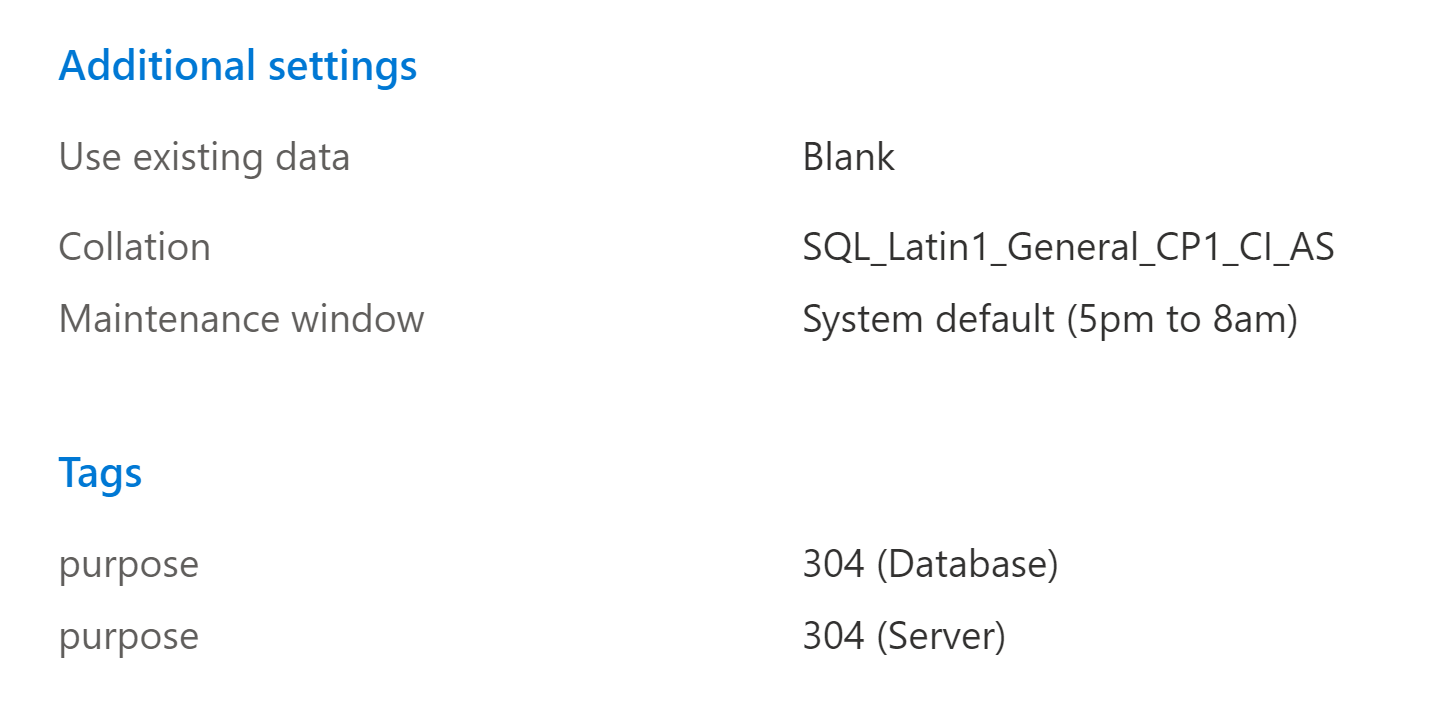 Additional settings
Use existing data Blank
Collation SQL_Latin1_General_CP1_CI_AS
Maintenance window System default (5pm to 8am)
Tags
purpose 304 (Database)
purpose 304 (Server)